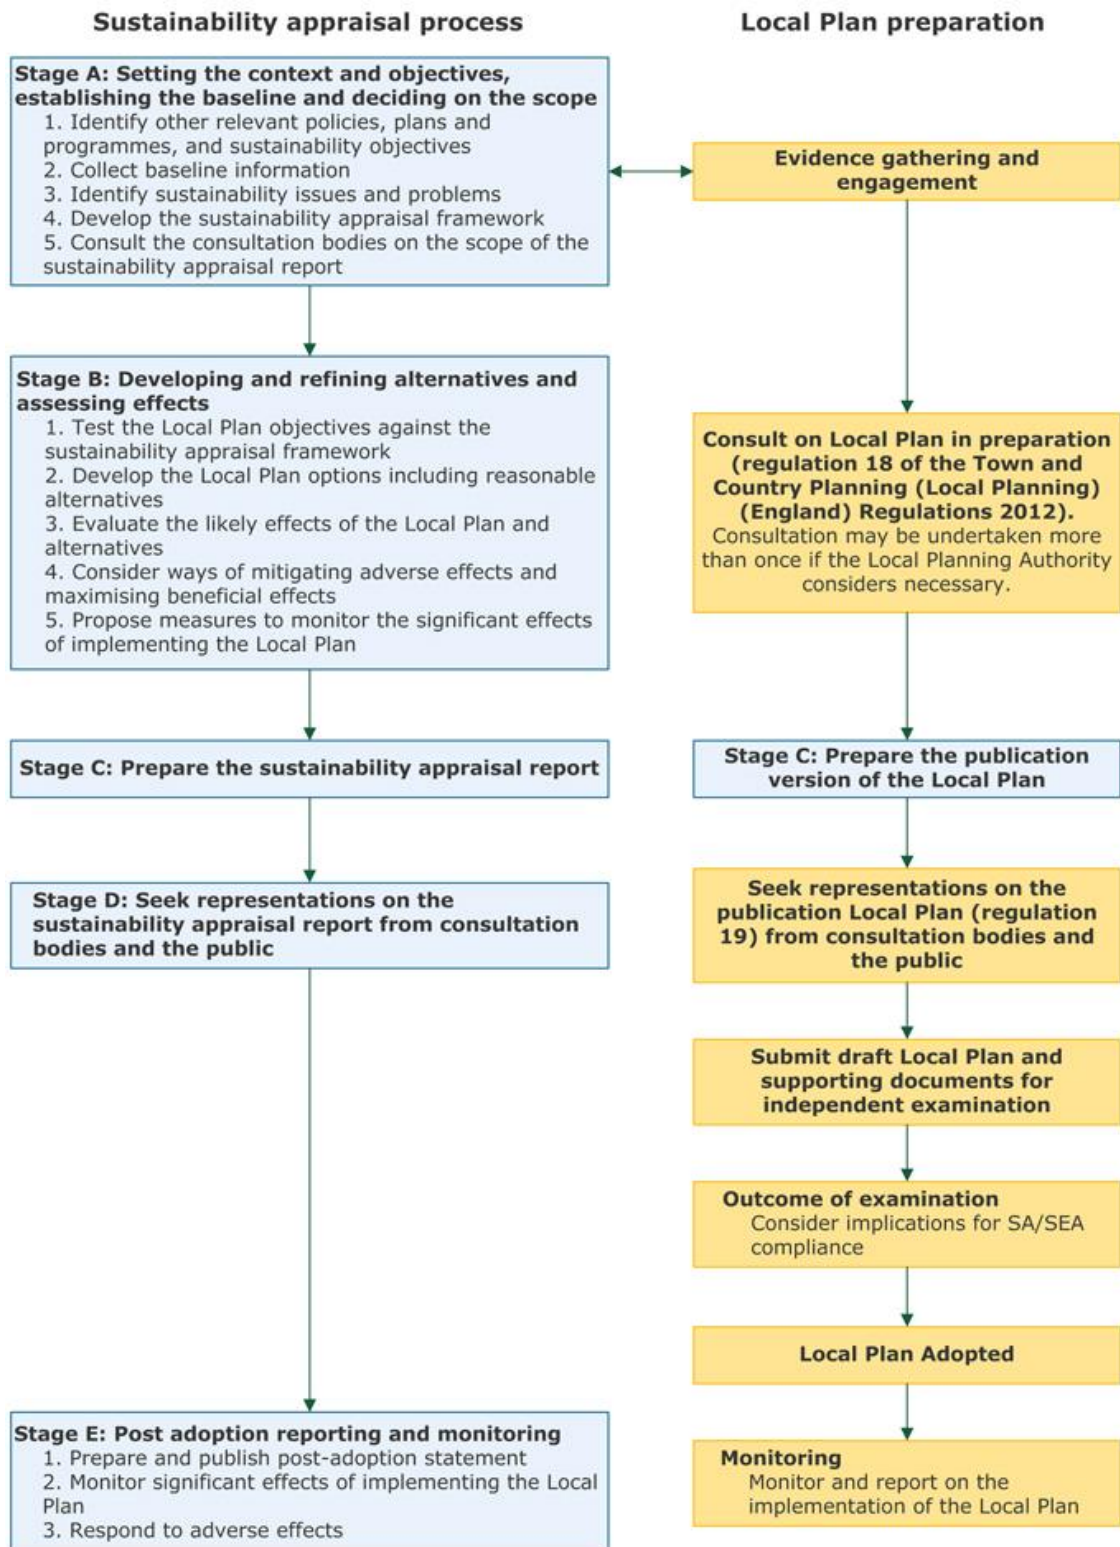 Sustainability appraisal process
Local Plan preparation
Stage A: Setting the context and objectives,
establishing the baseline and deciding on the scope
1. Identify other relevant policies, plans and
programmes, and sustainability objectives
2. Collect baseline information
3. Identify sustainability issues and problems
4. Develop the sustainability appraisal framework
5. Consult the consultation bodies on the scope of the
sustainability appraisal report
Evidence gathering and
engagement
Stage B: Developing and refining alternatives and
assessing effects
1. Test the Local Plan objectives against the
sustainability appraisal framework
2. Develop the Local Plan options including reasonable
alternatives
3. Evaluate the likely effects of the Local Plan and
alternatives
4. Consider ways of mitigating adverse effects and
maximising beneficial effects
5. Propose measures to monitor the significant effects
of implementing the Local Plan
Consult on Local Plan in preparation
(regulation 18 of the Town and
Country Planning (Local Planning)
(England) Regulations 2012).
Consultation may be undertaken more
than once if the Local Planning Authority
considers necessary.
Stage C: Prepare the sustainability appraisal report
Stage C: Prepare the publication
version of the Local Plan
Stage D: Seek representations on the
sustainability appraisal report from consultation
bodies and the public
Seek representations on the
publication Local Plan (regulation
19) from consultation bodies and
the public
Submit draft Local Plan and
supporting documents for
independent examination
Outcome of examination
Consider implications for SA/SEA
compliance
Local Plan Adopted
Stage E: Post adoption reporting and monitoring
1. Prepare and publish post-adoption statement
2. Monitor significant effects of implementing the Local
Plan
3. Respond to adverse effects
Monitoring
Monitor and report on the
implementation of the Local Plan